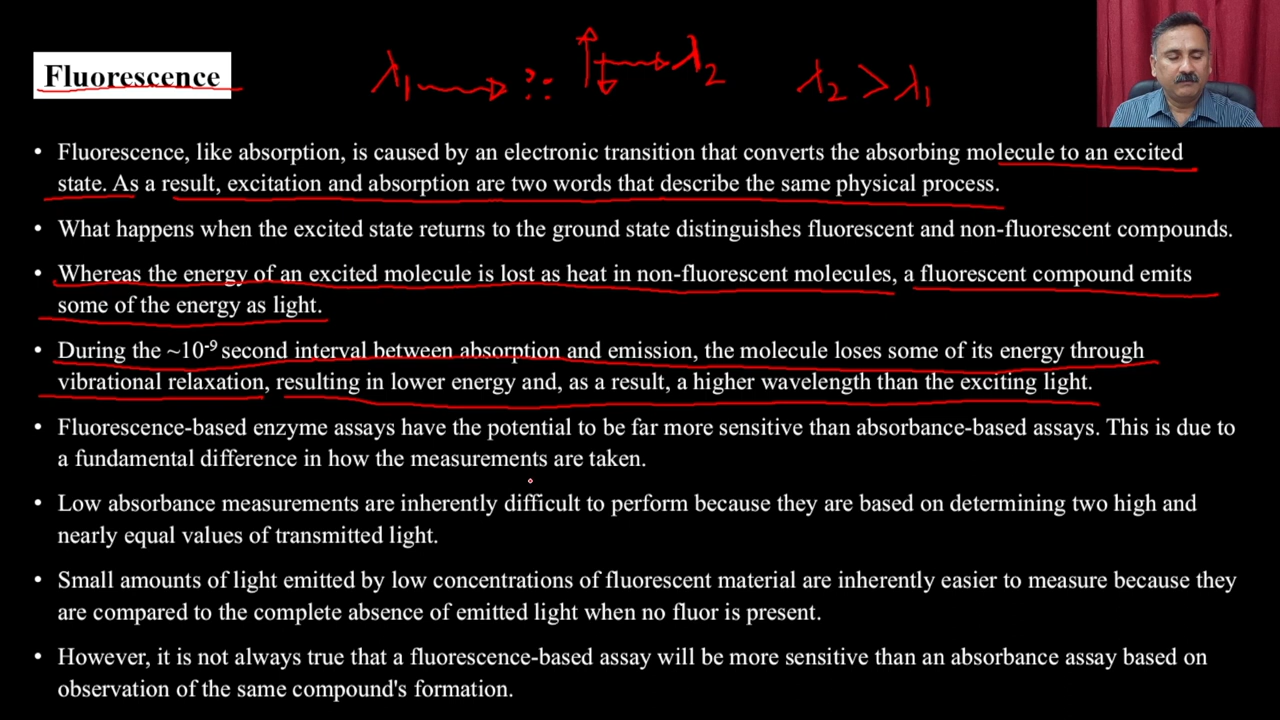 λ1 → ?: → λ2 λ2 > λ1
Fluorescence
• Fluorescence, like absorption, is caused by an electronic transition that converts the absorbing molecule to an excited
state. As a result, excitation and absorption are two words that describe the same physical process.
• What happens when the excited state returns to the ground state distinguishes fluorescent and non-fluorescent compounds.
• Whereas the energy of an excited molecule is lost as heat in non-fluorescent molecules, a fluorescent compound emits
some of the energy as light.
• During the ~10⁻⁹ second interval between absorption and emission, the molecule loses some of its energy through
vibrational relaxation, resulting in lower energy and, as a result, a higher wavelength than the exciting light.
• Fluorescence-based enzyme assays have the potential to be far more sensitive than absorbance-based assays. This is due to
a fundamental difference in how the measurements are taken.
• Low absorbance measurements are inherently difficult to perform because they are based on determining two high and
nearly equal values of transmitted light.
• Small amounts of light emitted by low concentrations of fluorescent material are inherently easier to measure because they
are compared to the complete absence of emitted light when no fluor is present.
• However, it is not always true that a fluorescence-based assay will be more sensitive than an absorbance assay based on
observation of the same compound's formation.